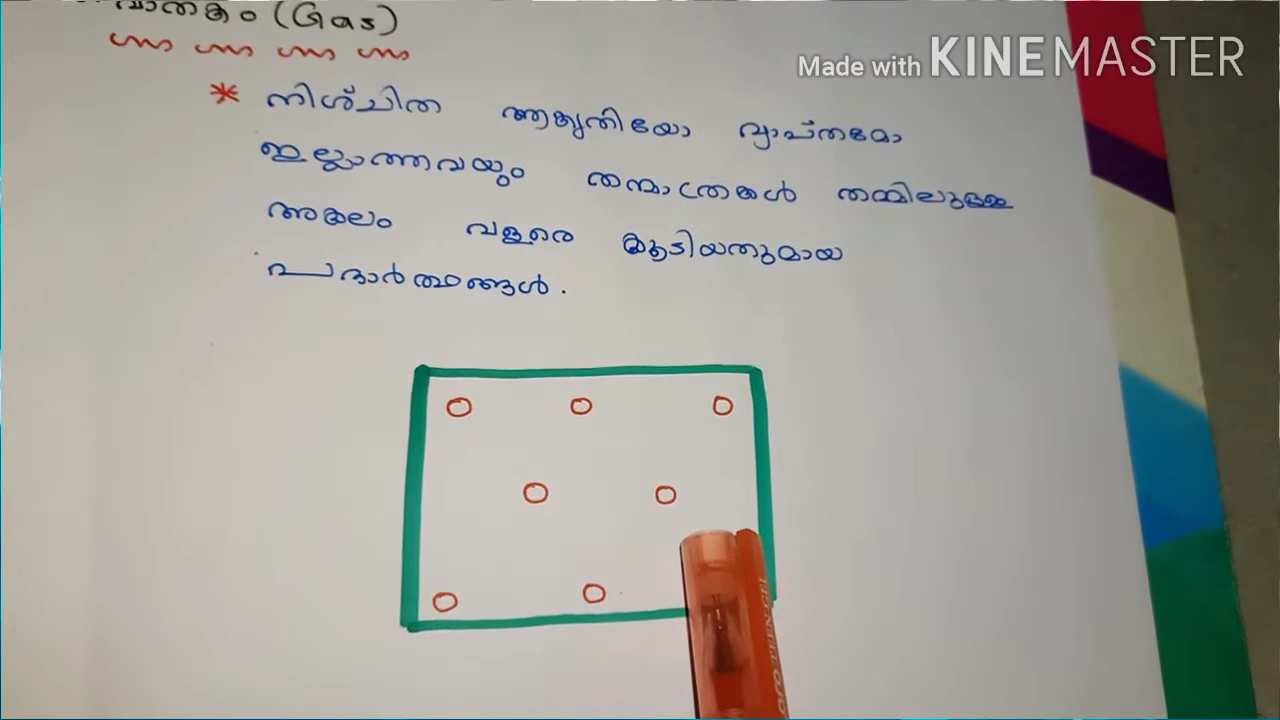 വാതകം (Gas)
Made with KINEMASTER
* നിശ്ചിത ആകൃതിയോ വ്യാപ്തമോ
ഇല്ലാത്തവയും തന്മാത്രകൾ തമ്മിലുള്ള
അകലം വളരെ കൂടിയതുമായ
പദാർത്ഥങ്ങൾ.